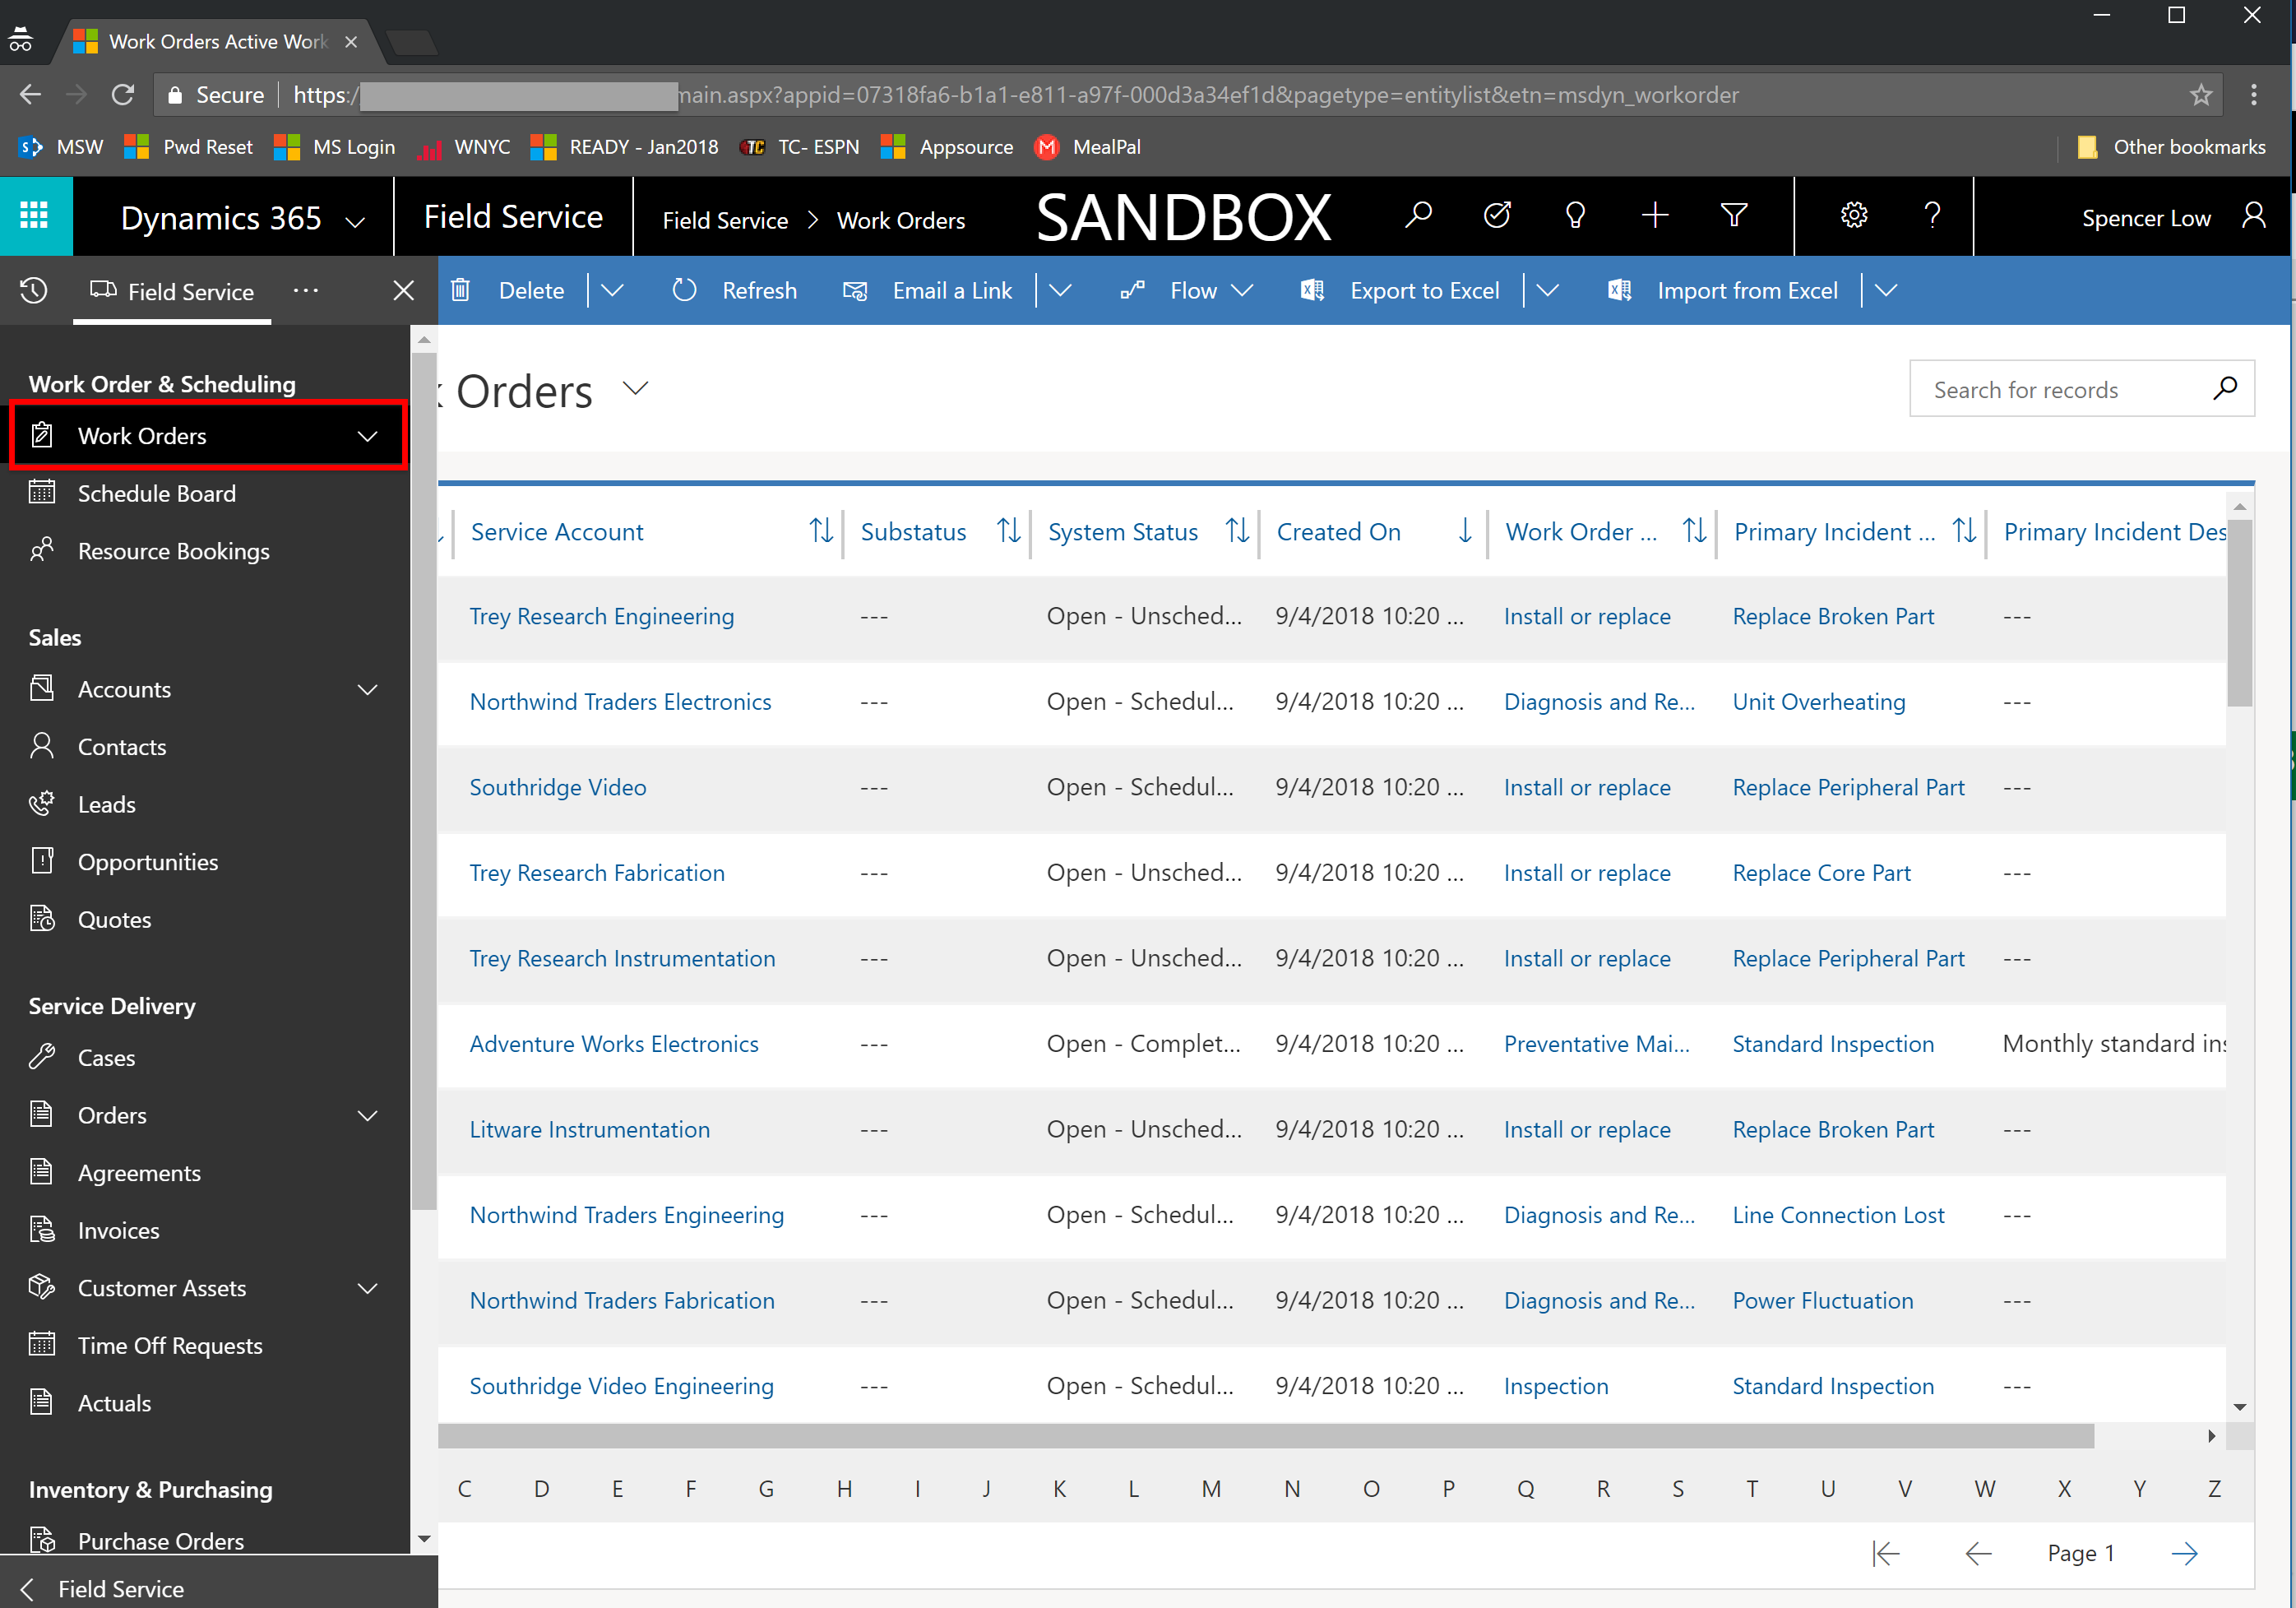 Work Orders Active Work
Secure https:/ main.aspx?appid=07318fa6-b1a1-e811-a97f-000d3a34ef1d&pagetype=entitylist&etn=msdyn_workorder
MSW Pwd Reset MS Login WNYC READY - Jan2018 TC- ESPN Appsource MealPal Other bookmarks
Dynamics 365 Field Service Field Service > Work Orders SANDBOX Spencer Low
Field Service ... Delete Refresh Email a Link Flow Export to Excel Import from Excel
Work Order & Scheduling
Work Orders
Schedule Board
Resource Bookings
Sales
Accounts
Contacts
Leads
Opportunities
Quotes
Service Delivery
Cases
Orders
Agreements
Invoices
Customer Assets
Time Off Requests
Actuals
Inventory & Purchasing
Purchase Orders
Field Service
Orders
Search for records
Service Account Substatus System Status Created On Work Order ... Primary Incident ... Primary Incident Des
Trey Research Engineering --- Open - Unsched... 9/4/2018 10:20 ... Install or replace Replace Broken Part ---
Northwind Traders Electronics --- Open - Schedul... 9/4/2018 10:20 ... Diagnosis and Re... Unit Overheating ---
Southridge Video --- Open - Schedul... 9/4/2018 10:20 ... Install or replace Replace Peripheral Part ---
Trey Research Fabrication --- Open - Unsched... 9/4/2018 10:20 ... Install or replace Replace Core Part ---
Trey Research Instrumentation --- Open - Unsched... 9/4/2018 10:20 ... Install or replace Replace Peripheral Part ---
Adventure Works Electronics --- Open - Complet... 9/4/2018 10:20 ... Preventative Mai... Standard Inspection Monthly standard ins
Litware Instrumentation --- Open - Unsched... 9/4/2018 10:20 ... Install or replace Replace Broken Part ---
Northwind Traders Engineering --- Open - Schedul... 9/4/2018 10:20 ... Diagnosis and Re... Line Connection Lost ---
Northwind Traders Fabrication --- Open - Schedul... 9/4/2018 10:20 ... Diagnosis and Re... Power Fluctuation ---
Southridge Video Engineering --- Open - Schedul... 9/4/2018 10:20 ... Inspection Standard Inspection ---
C D E F G H I J K L M N O P Q R S T U V W X Y Z
Page 1